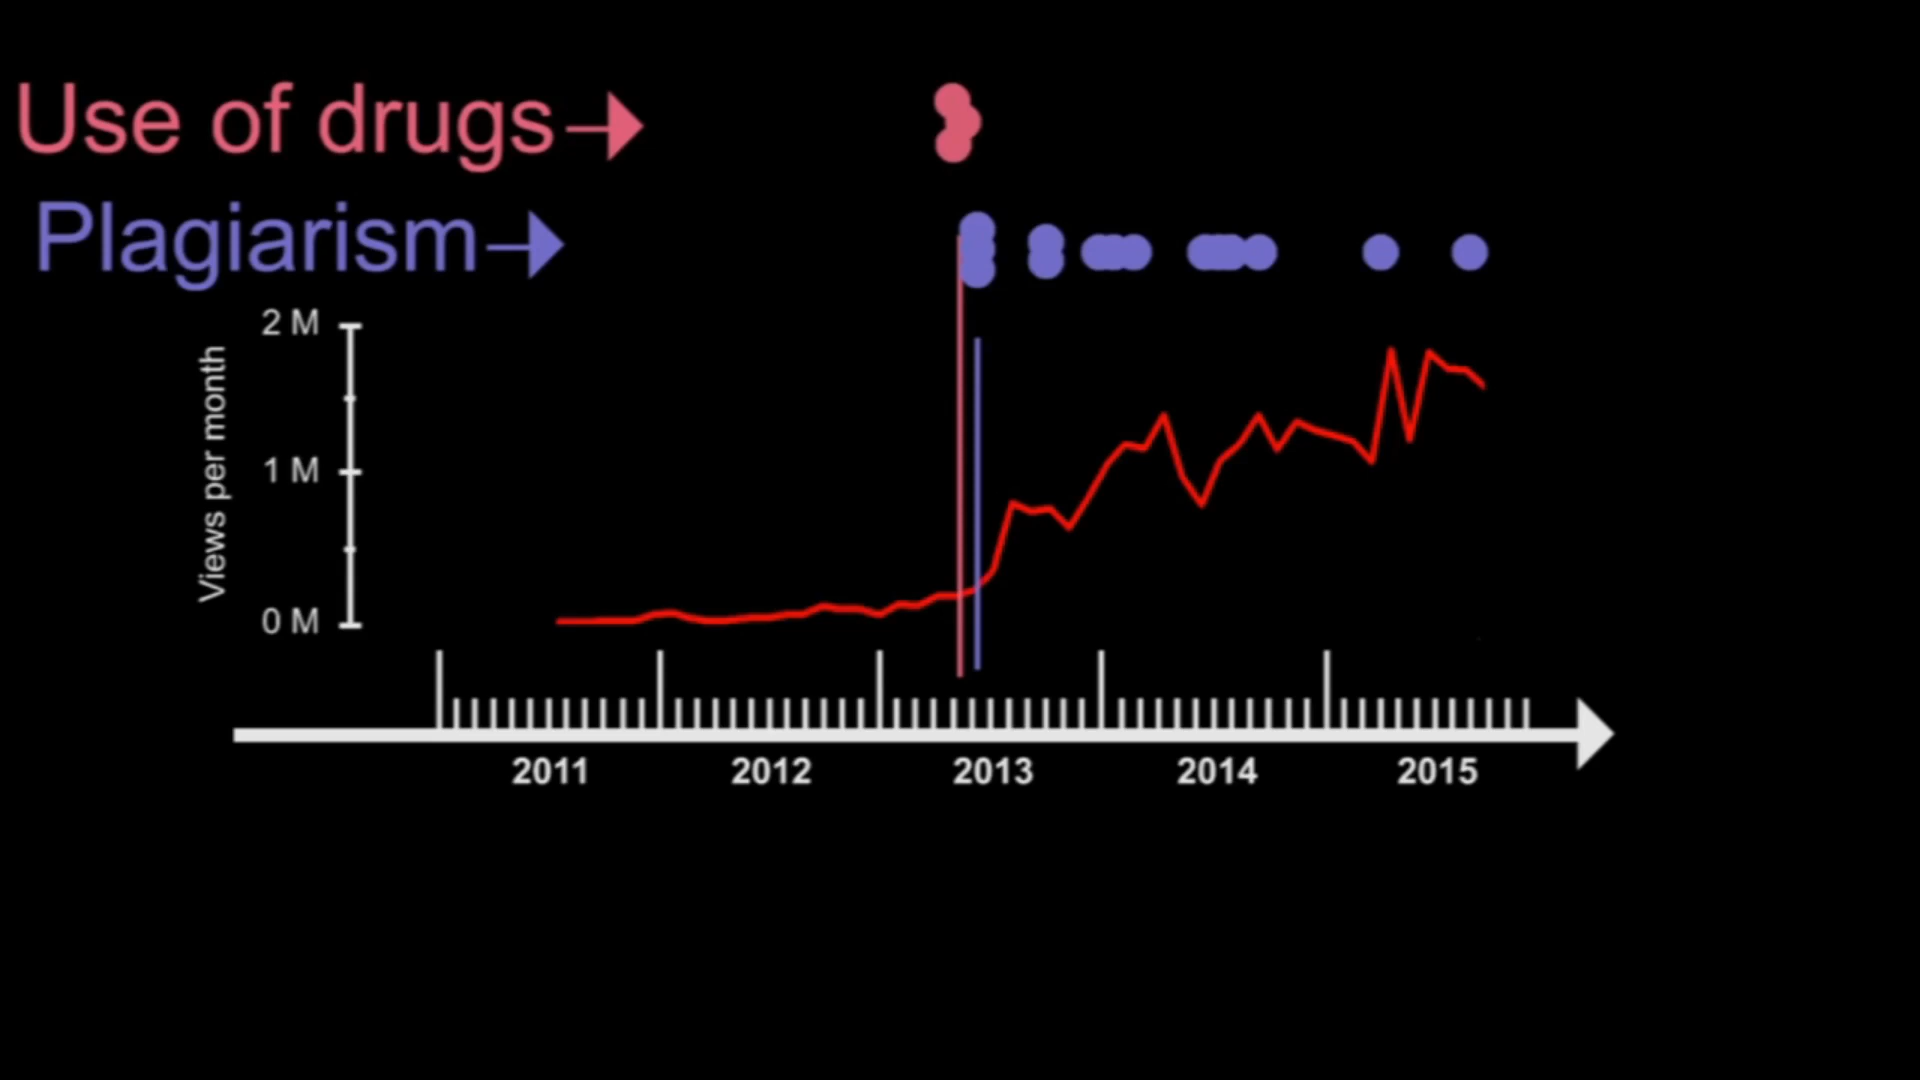 Use of drugs
Plagiarism
2 M
1 M
0 M
Views per month
2011 2012 2013 2014 2015